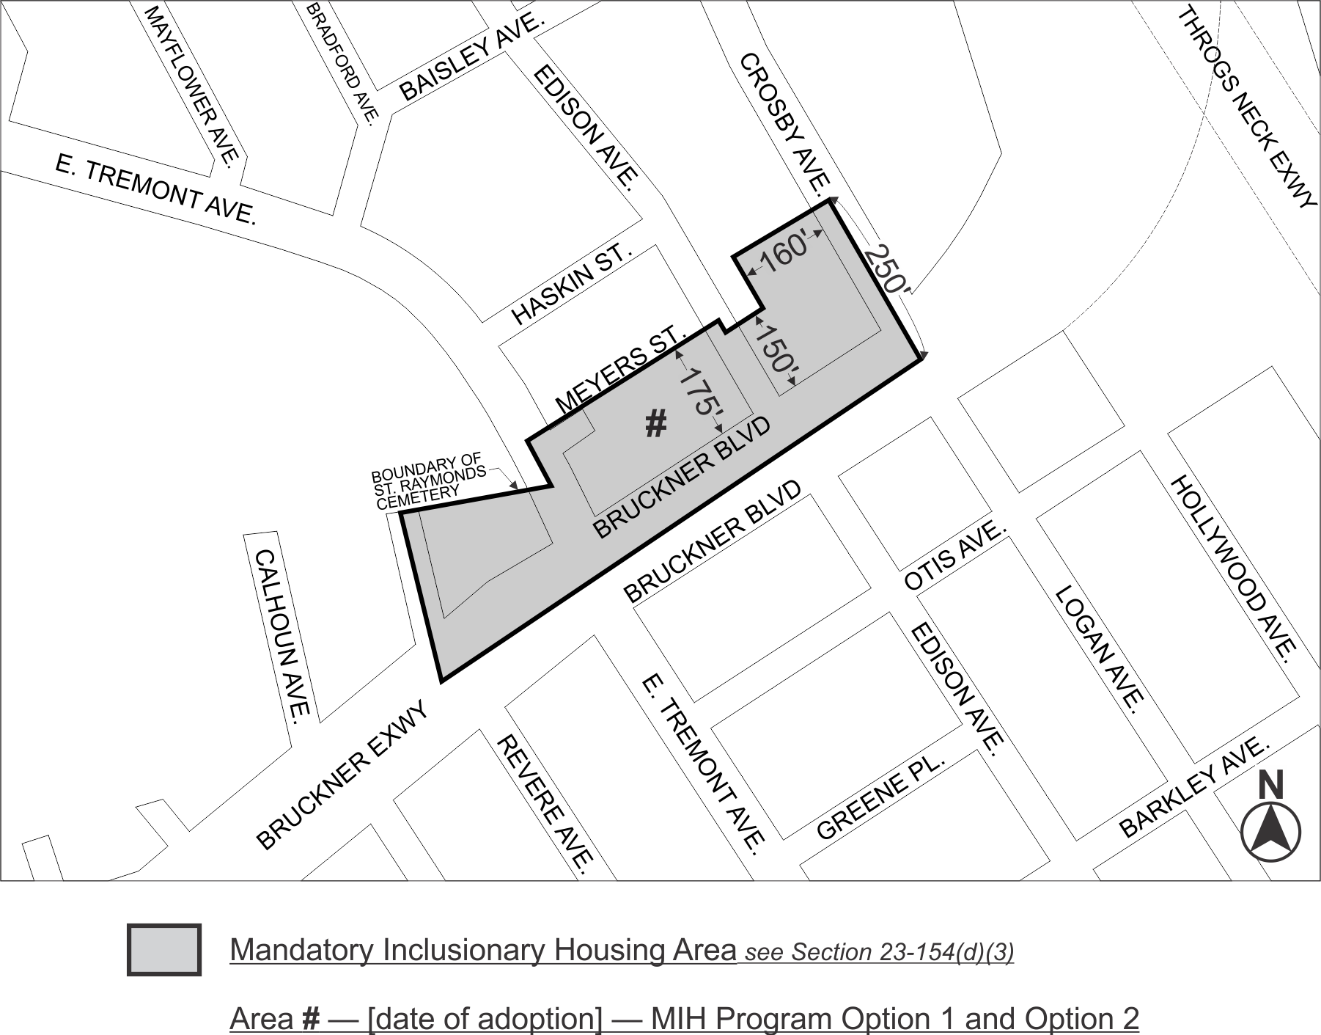 MAYFLOWER AVE.
BRADFORD AVE.
BAISLEY AVE.
EDISON AVE.
CROSBY AVE.
THROGS NECK EXWY
E. TREMONT AVE.
HASKIN ST.
160'
250'
MEYERS ST.
150'
175'
#
BRUCKNER BLVD
BOUNDARY OF
ST. RAYMONDS
CEMETERY
BRUCKNER BLVD
OTIS AVE.
HOLLYWOOD AVE.
CALHOUN AVE.
LOGAN AVE.
EDISON AVE.
E. TREMONT AVE.
BRUCKNER EXWY
REVERE AVE.
GREENE PL.
BARKLEY AVE.
N
Mandatory Inclusionary Housing Area see Section 23-154(d)(3)
Area # — [date of adoption] — MIH Program Option 1 and Option 2